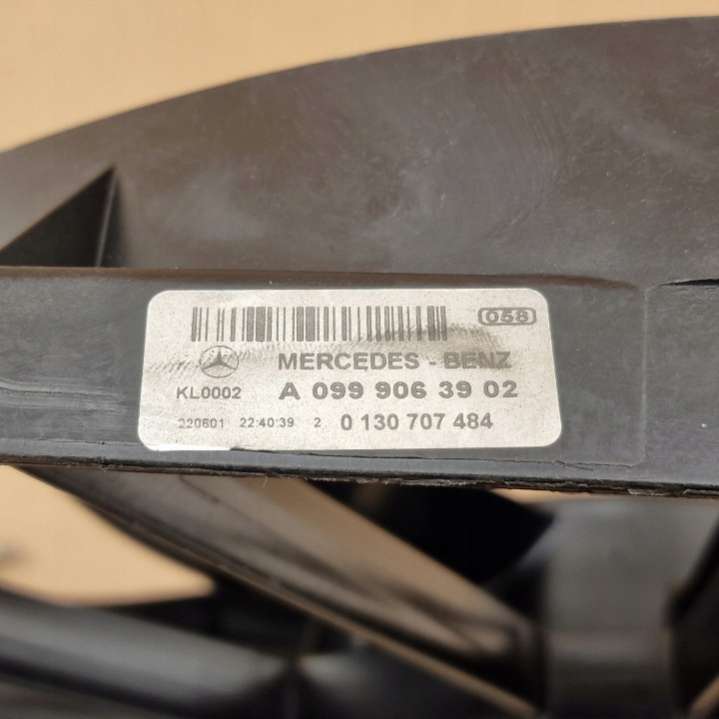 058
MERCEDES - BENZ
KL0002 A 099 906 39 02
220601 22:40:39 2 0 130 707 484